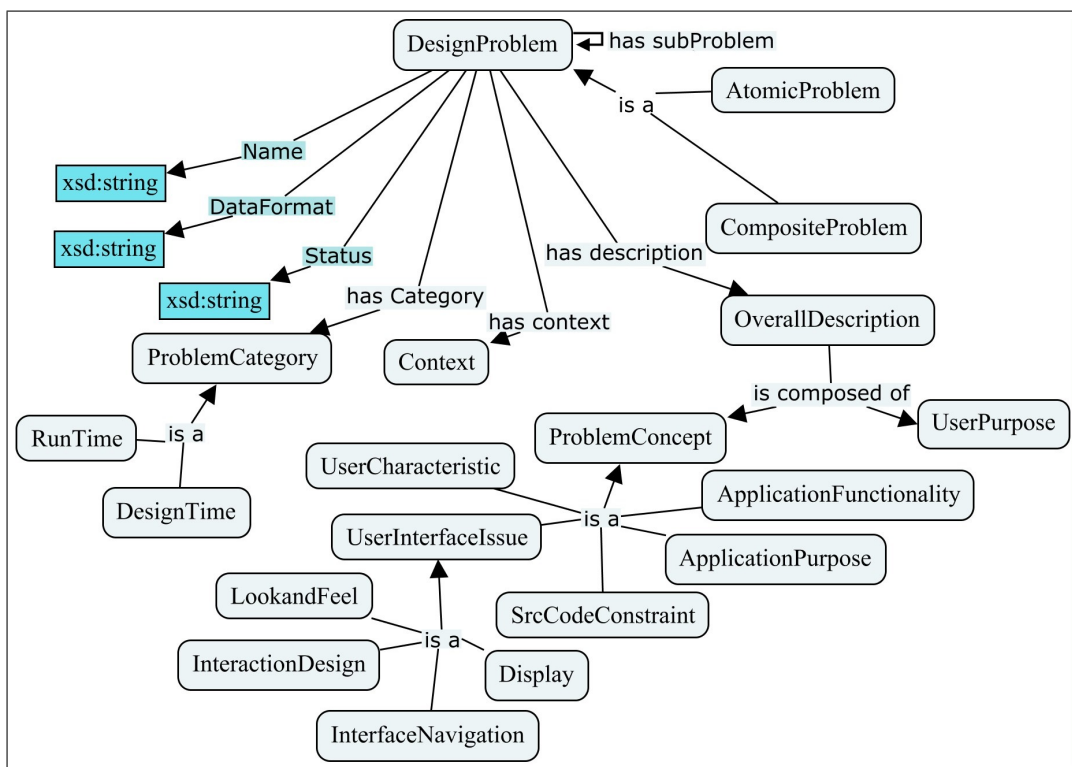 DesignProblem
has subProblem
AtomicProblem
is a
Name
xsd:string
DataFormat
CompositeProblem
xsd:string
Status
has description
xsd:string
has Category
has context
OverallDescription
ProblemCategory
Context
is composed of
RunTime
is a
ProblemConcept
UserPurpose
UserCharacteristic
ApplicationFunctionality
DesignTime
is a
UserInterfaceIssue
ApplicationPurpose
LookandFeel
SrcCodeConstraint
is a
InteractionDesign
Display
InterfaceNavigation